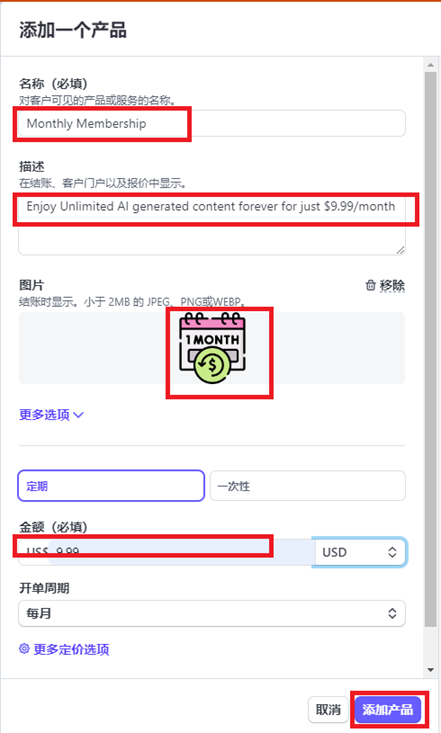 添加一个产品
名称（必填）
对客户可见的产品或服务的名称。
Monthly Membership
描述
在结账、客户门户以及报价中显示。
Enjoy Unlimited AI generated content forever for just $9.99/month
图片
移除
结账时显示。小于 2MB 的 JPEG、PNG或WEBP。
1 MONTH
$
更多选项
定期
一次性
金额（必填）
US$ 9.99
USD
开单周期
每月
更多定价选项
取消
添加产品